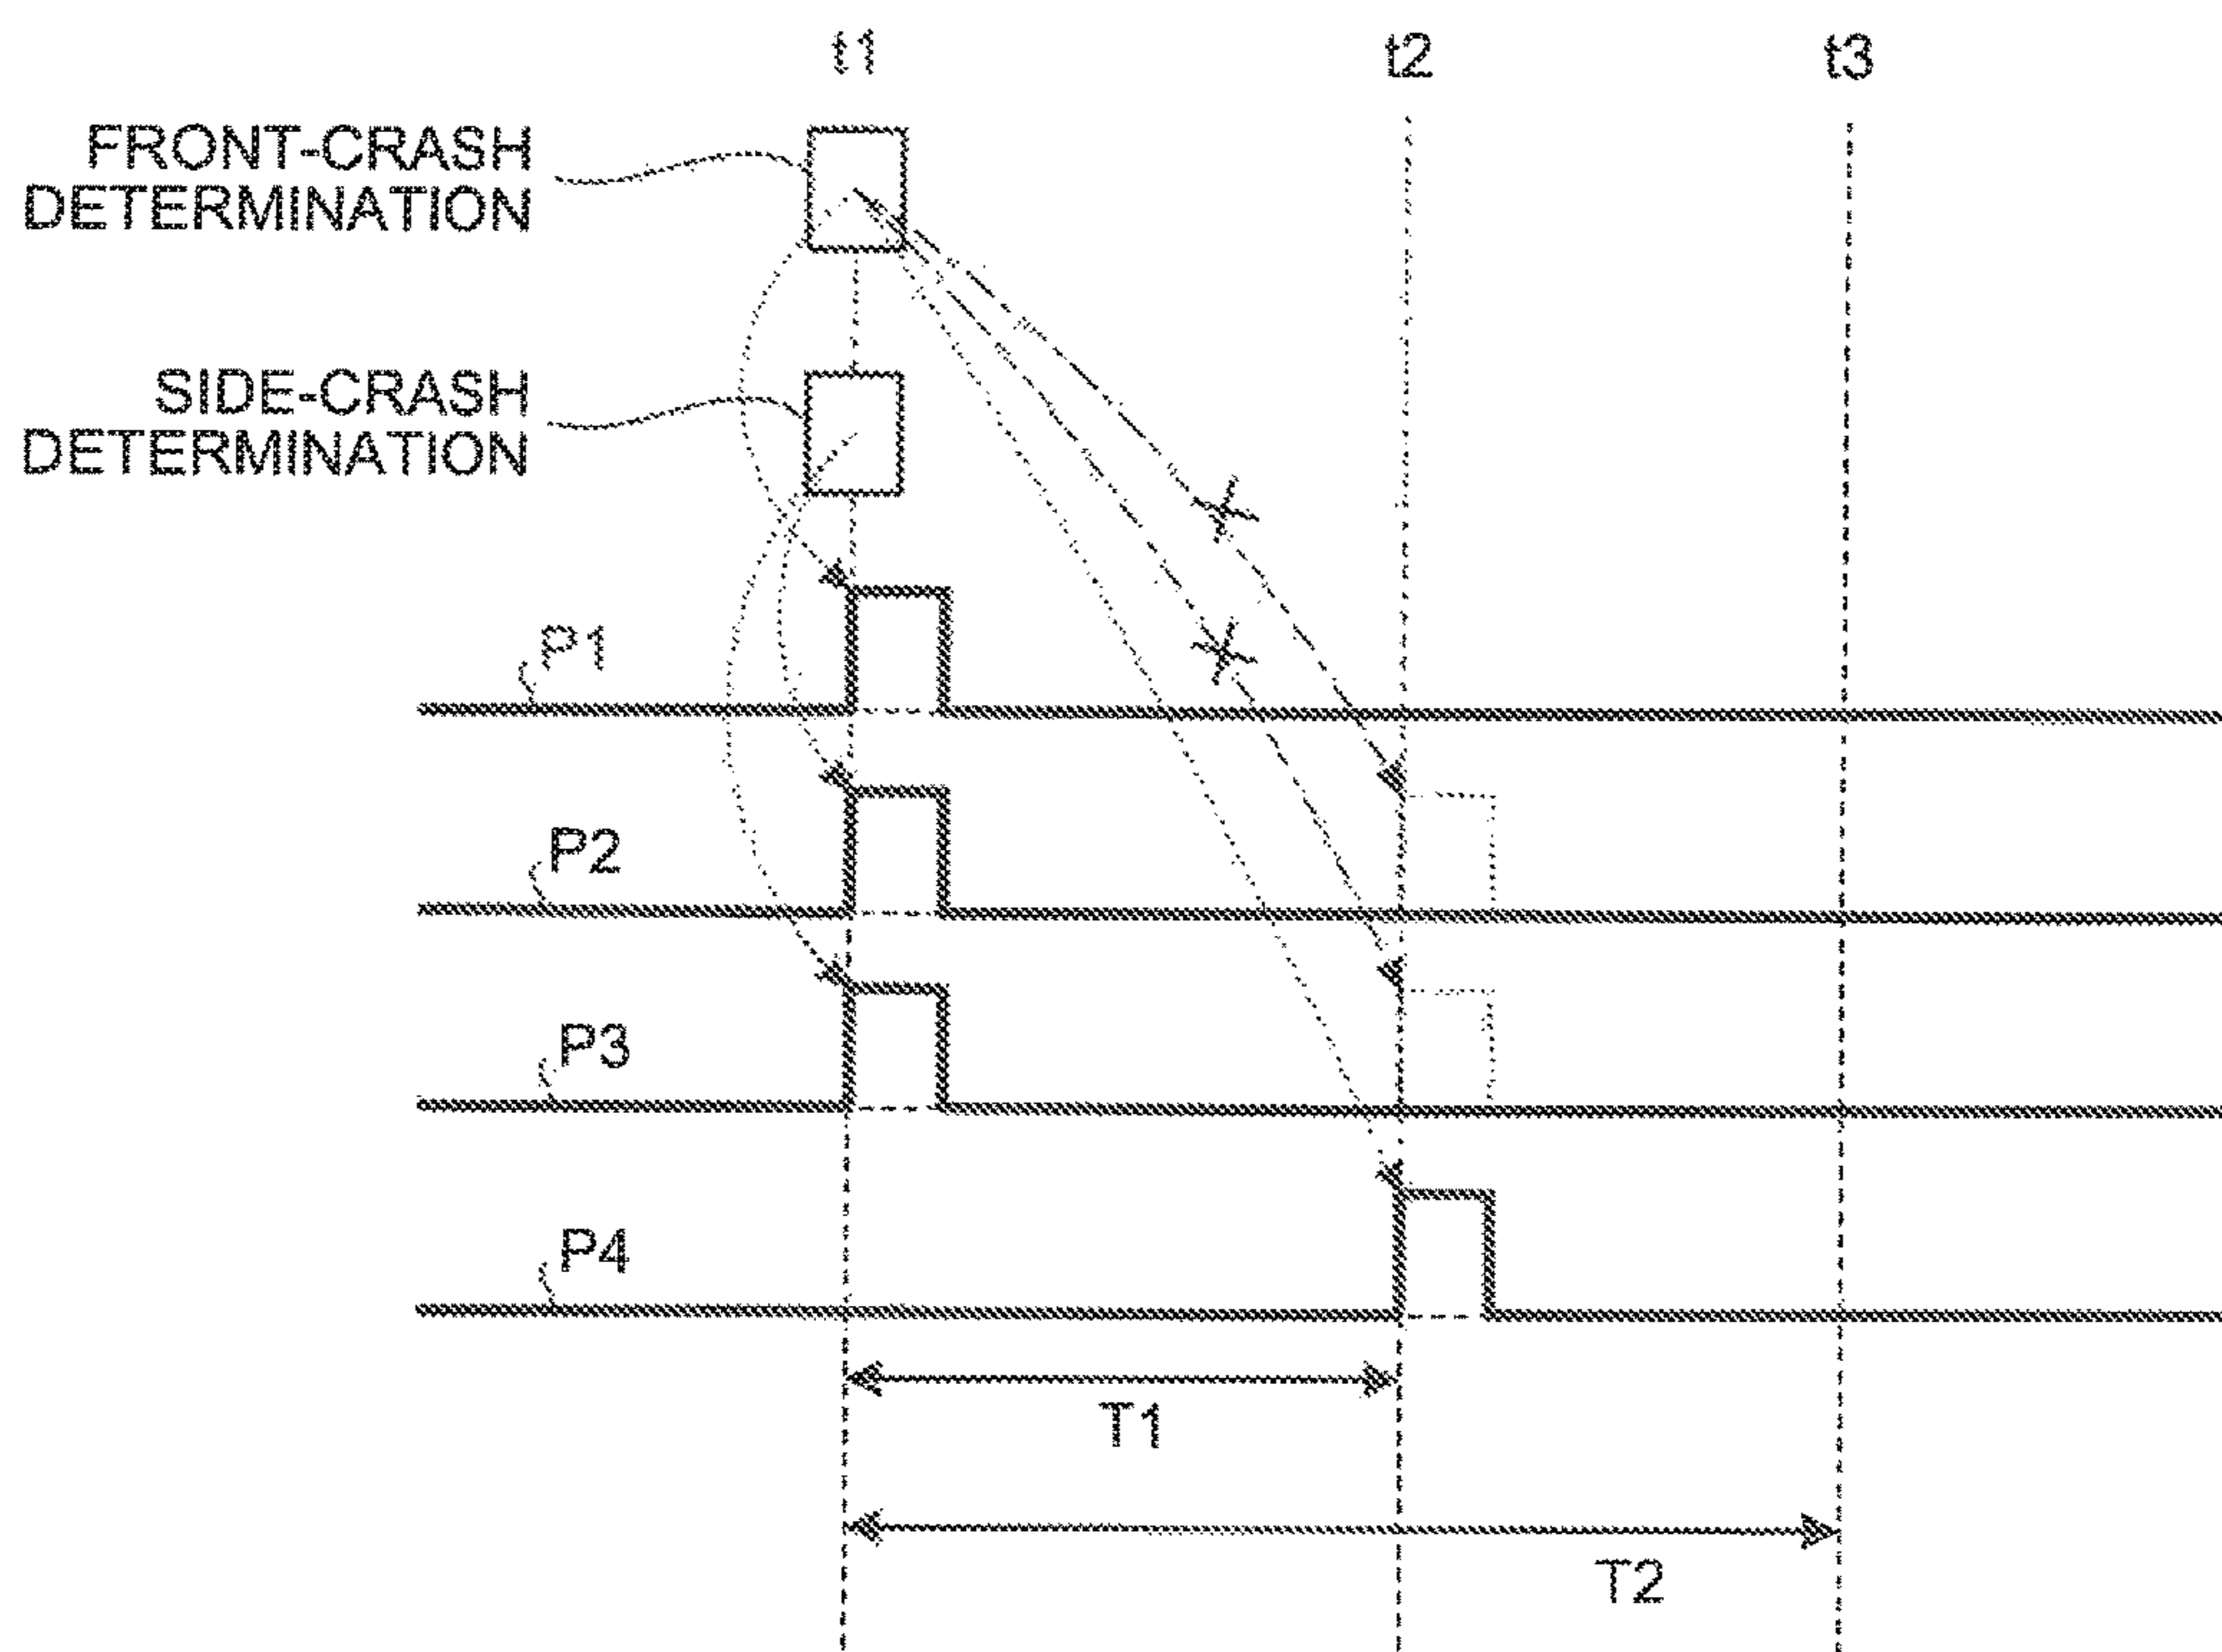 t1
t2
t3
FRONT-CRASH
DETERMINATION
SIDE-CRASH
DETERMINATION
P1
P2
P3
P4
T1
T2